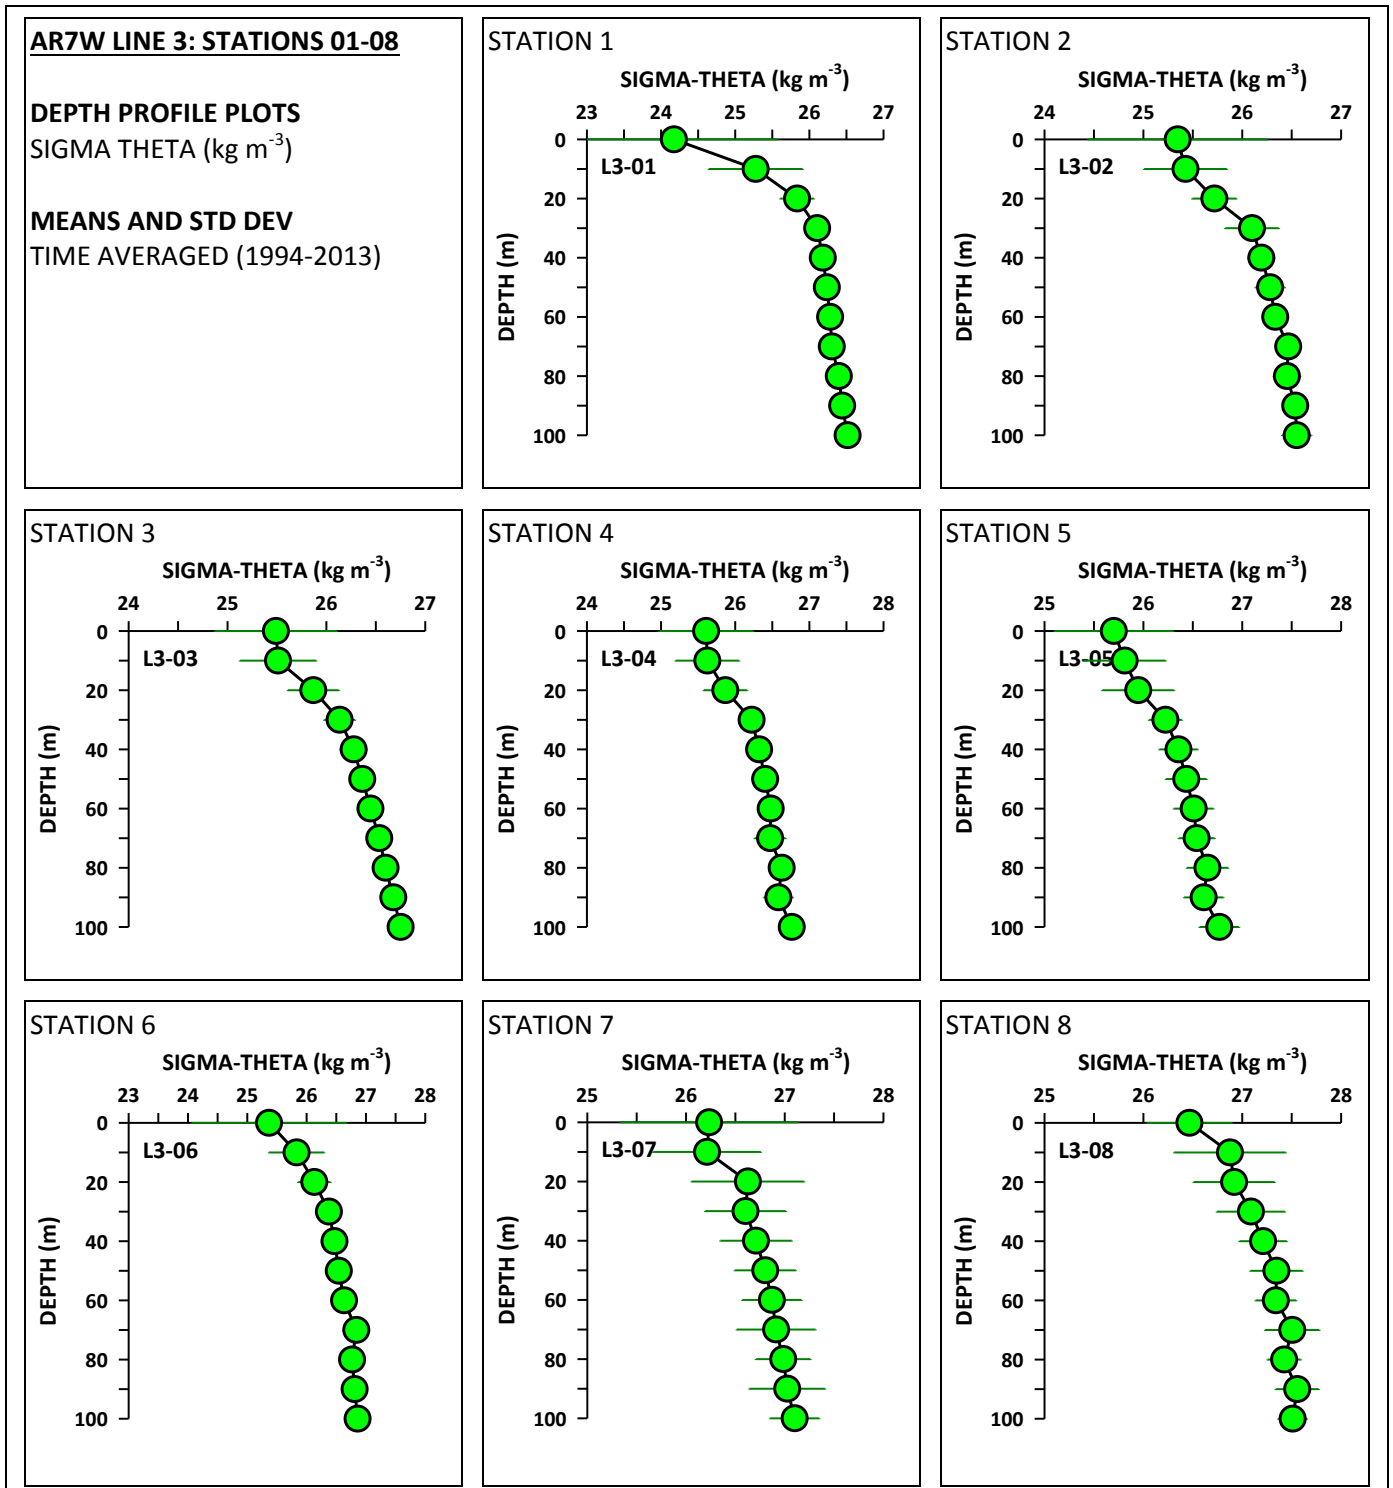 AR7W LINE 3: STATIONS 01-08
DEPTH PROFILE PLOTS
SIGMA THETA (kg m⁻³)
MEANS AND STD DEV
TIME AVERAGED (1994-2013)
STATION 1
SIGMA-THETA (kg m⁻³)
23 24 25 26 27
0
L3-01
20
40
60
80
100
DEPTH (m)
STATION 2
SIGMA-THETA (kg m⁻³)
24 25 26 27
0
L3-02
20
40
60
80
100
DEPTH (m)
STATION 3
SIGMA-THETA (kg m⁻³)
24 25 26 27
0
L3-03
20
40
60
80
100
DEPTH (m)
STATION 4
SIGMA-THETA (kg m⁻³)
24 25 26 27 28
0
L3-04
20
40
60
80
100
DEPTH (m)
STATION 5
SIGMA-THETA (kg m⁻³)
25 26 27 28
0
L3-05
20
40
60
80
100
DEPTH (m)
STATION 6
SIGMA-THETA (kg m⁻³)
23 24 25 26 27 28
0
L3-06
20
40
60
80
100
DEPTH (m)
STATION 7
SIGMA-THETA (kg m⁻³)
25 26 27 28
0
L3-07
20
40
60
80
100
DEPTH (m)
STATION 8
SIGMA-THETA (kg m⁻³)
25 26 27 28
0
L3-08
20
40
60
80
100
DEPTH (m)